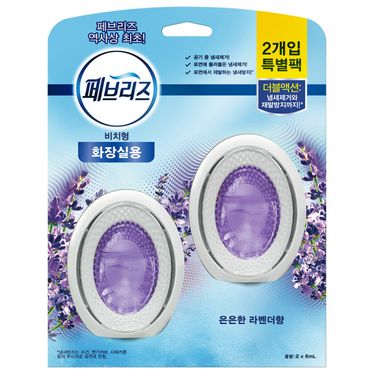 페브리즈
역사상 최초!
페브리즈
비치형
화장실용
✓ 공기 중 냄새제거!
✓ 표면에 들러붙은 냄새제거!
✓ 표면에서 재발하는 냄새방지!*
2개입
특별팩
더블액션:
냄새제거와
재발방지까지!*
은은한 라벤더향
용량: 2 x 6mL